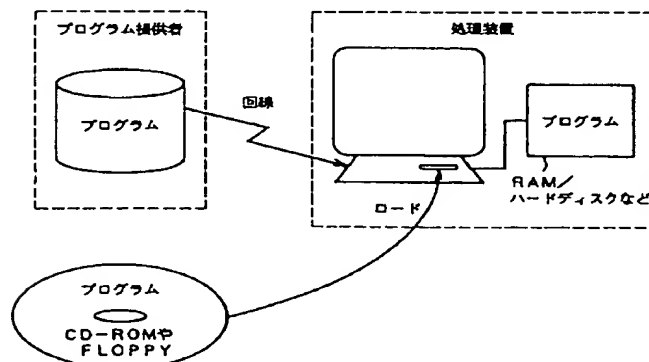 プログラム提供者
プログラム
回線
処理装置
プログラム
RAM/
ハードディスクなど
ロード
プログラム
CD-ROMや
FLOPPY